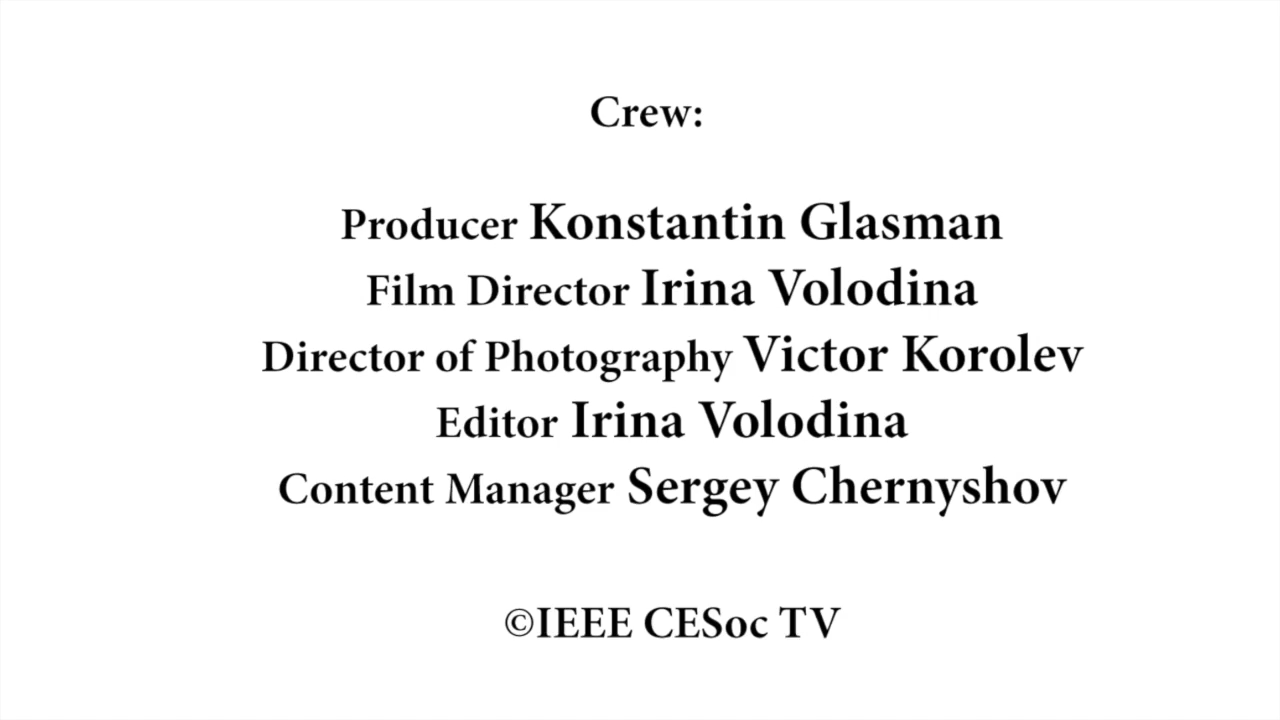 Crew:
Producer Konstantin Glasman
Film Director Irina Volodina
Director of Photography Victor Korolev
Editor Irina Volodina
Content Manager Sergey Chernyshov
©IEEE CESoc TV